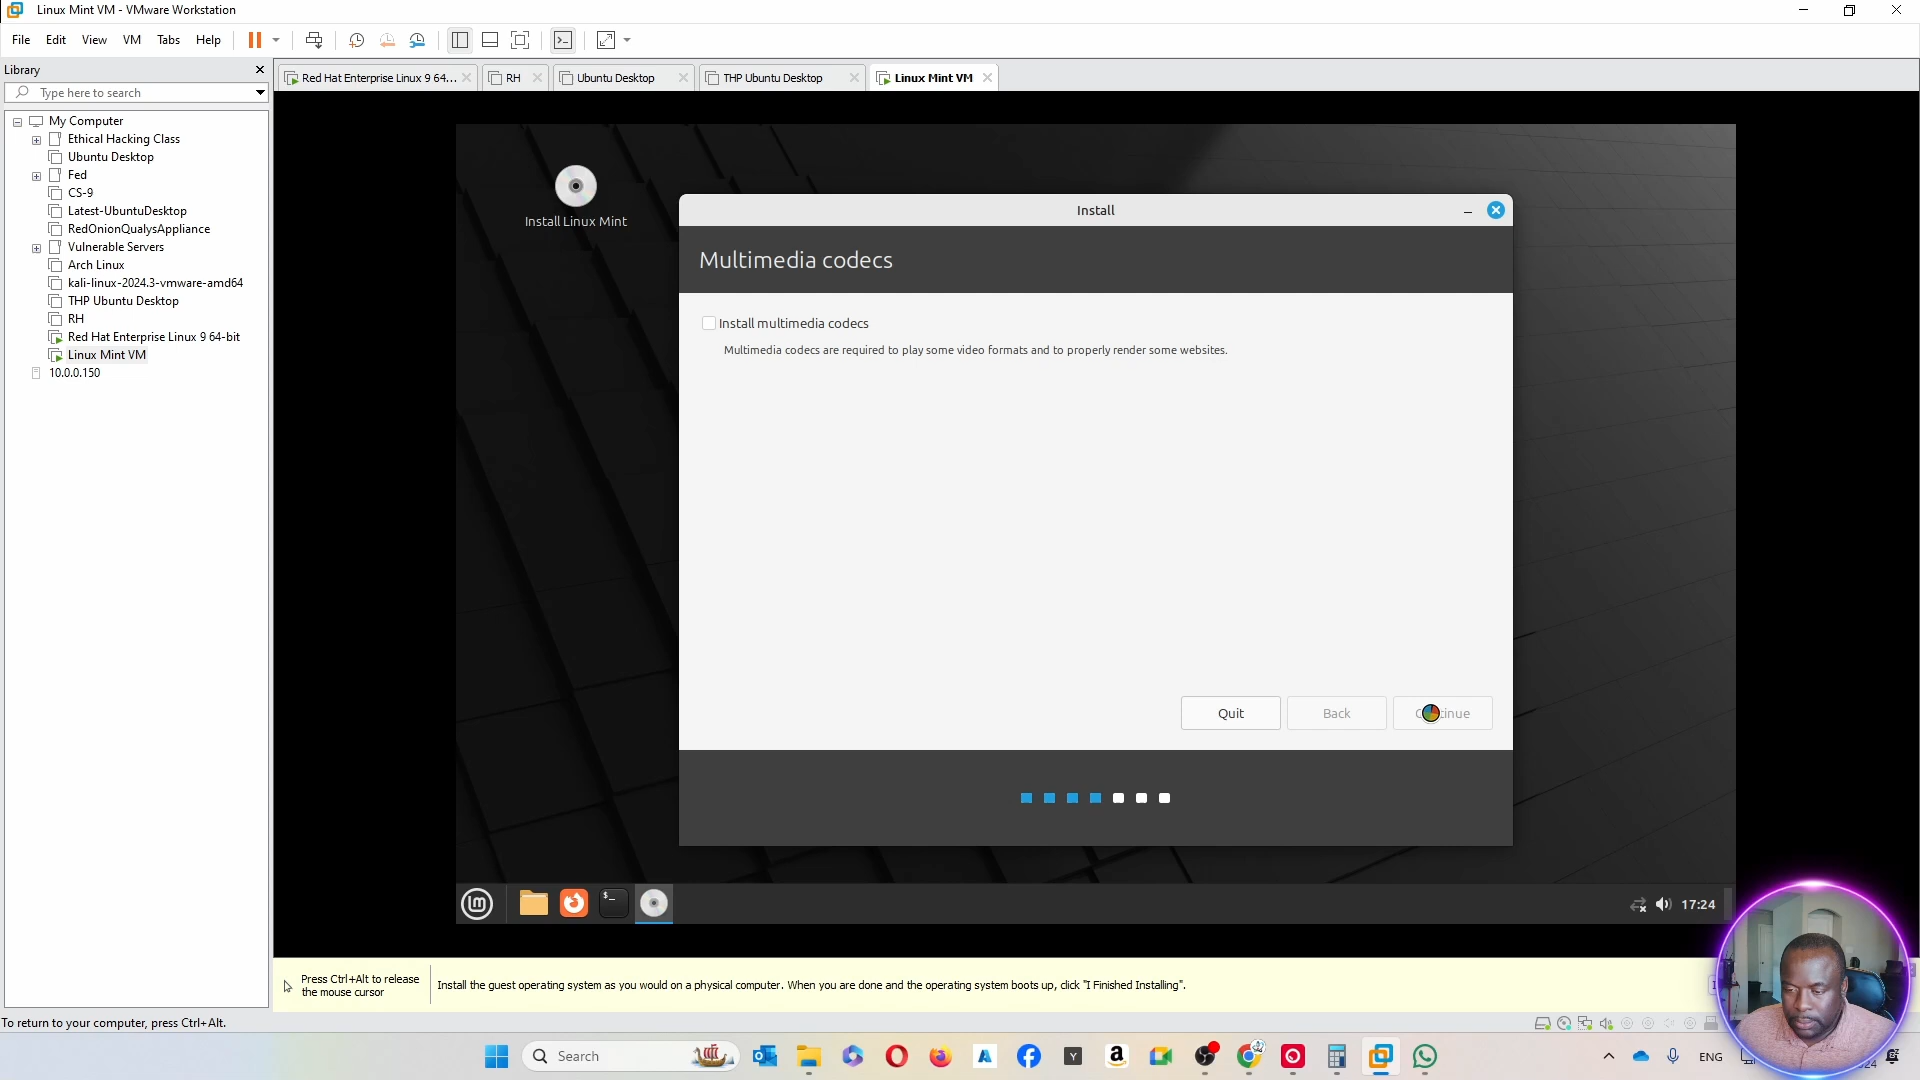 Linux Mint VM - VMware Workstation
File Edit View VM Tabs Help
Library
Type here to search
My Computer
Ethical Hacking Class
Ubuntu Desktop
Fed
CS-9
Latest-UbuntuDesktop
RedOnionQualysAppliance
Vulnerable Servers
Arch Linux
kali-linux-2024.3-vmware-amd64
THP Ubuntu Desktop
RH
Red Hat Enterprise Linux 9 64-bit
Linux Mint VM
10.0.0.150
Red Hat Enterprise Linux 9 64...
RH
Ubuntu Desktop
THP Ubuntu Desktop
Linux Mint VM
Install Linux Mint
Install
Multimedia codecs
Install multimedia codecs
Multimedia codecs are required to play some video formats and to properly render some websites.
Quit
Back
17:24
Press Ctrl+Alt to release
the mouse cursor
Install the guest operating system as you would on a physical computer. When you are done and the operating system boots up, click "I Finished Installing".
To return to your computer, press Ctrl+Alt.
Search
ENG